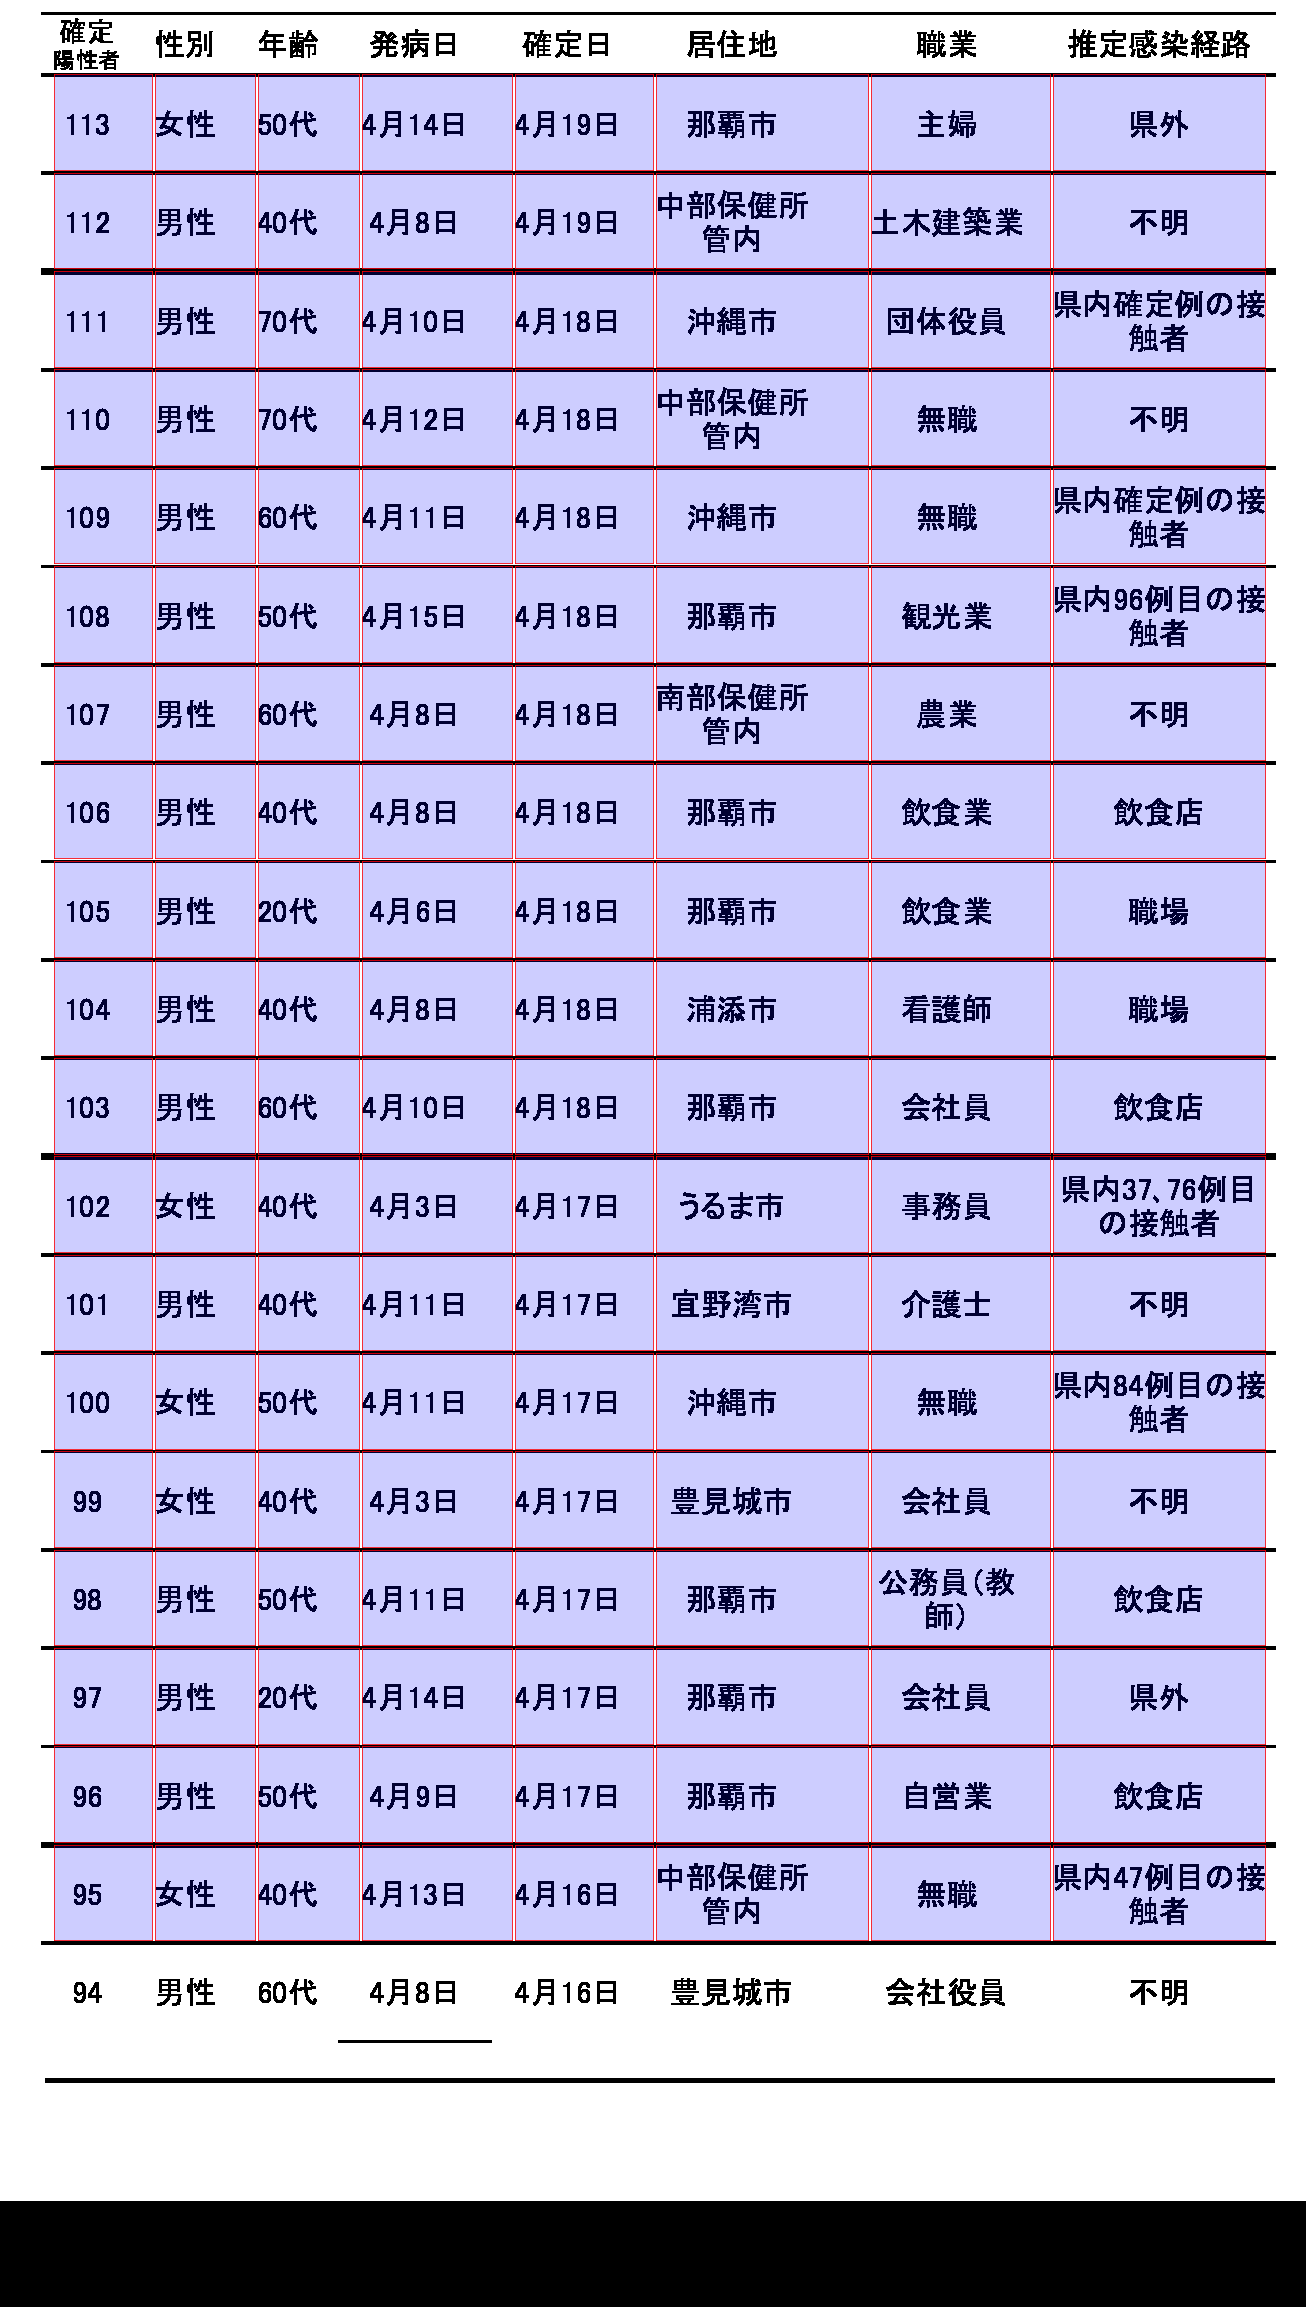 確定陽性者 性別 年齢 発病日 確定日 居住地 職業 推定感染経路
113 女性 50代 4月14日 4月19日 那覇市 主婦 県外
112 男性 40代 4月8日 4月19日 中部保健所管内 土木建築業 不明
111 男性 70代 4月10日 4月18日 沖縄市 団体役員 県内確定例の接触者
110 男性 70代 4月12日 4月18日 中部保健所管内 無職 不明
109 男性 60代 4月11日 4月18日 沖縄市 無職 県内確定例の接触者
108 男性 50代 4月15日 4月18日 那覇市 観光業 県内96例目の接触者
107 男性 60代 4月8日 4月18日 南部保健所管内 農業 不明
106 男性 40代 4月8日 4月18日 那覇市 飲食業 飲食店
105 男性 20代 4月6日 4月18日 那覇市 飲食業 職場
104 男性 40代 4月8日 4月18日 浦添市 看護師 職場
103 男性 60代 4月10日 4月18日 那覇市 会社員 飲食店
102 女性 40代 4月3日 4月17日 うるま市 事務員 県内37、76例目の接触者
101 男性 40代 4月11日 4月17日 宜野湾市 介護士 不明
100 女性 50代 4月11日 4月17日 沖縄市 無職 県内84例目の接触者
99 女性 40代 4月3日 4月17日 豊見城市 会社員 不明
98 男性 50代 4月11日 4月17日 那覇市 公務員（教師） 飲食店
97 男性 20代 4月14日 4月17日 那覇市 会社員 県外
96 男性 50代 4月9日 4月17日 那覇市 自営業 飲食店
95 女性 40代 4月13日 4月16日 中部保健所管内 無職 県内47例目の接触者
94 男性 60代 4月8日 4月16日 豊見城市 会社役員 不明